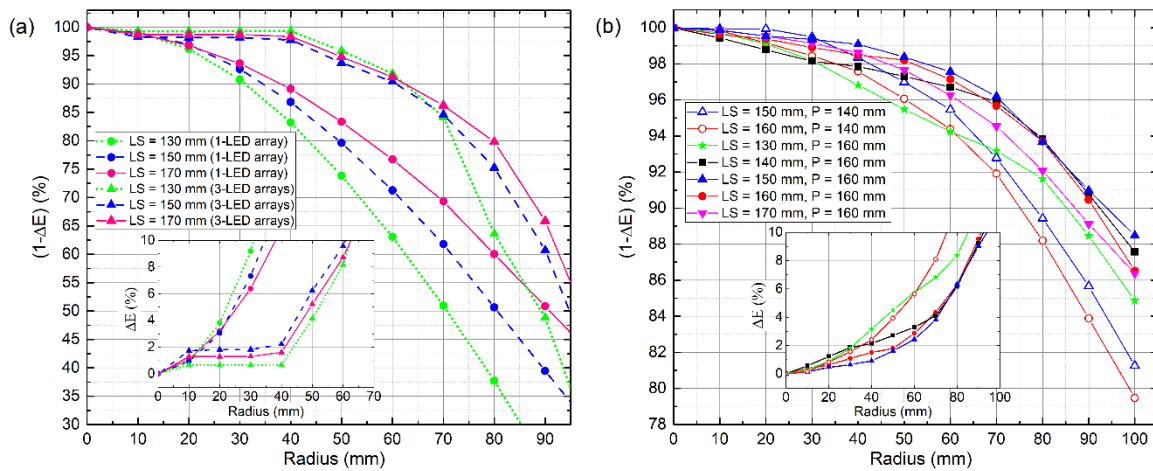 (a)
100
95
90
85
80
75
70
65
60
55
50
45
40
35
30
(1-ΔE) (%)
LS = 130 mm (1-LED array)
LS = 150 mm (1-LED array)
LS = 170 mm (1-LED array)
LS = 130 mm (3-LED arrays)
LS = 150 mm (3-LED arrays)
LS = 170 mm (3-LED arrays)
10
8
6
4
2
0
ΔE (%)
0 10 20 30 40 50 60 70
Radius (mm)
0 10 20 30 40 50 60 70 80 90
Radius (mm)
(b)
100
98
96
94
92
90
88
86
84
82
80
78
(1-ΔE) (%)
LS = 150 mm, P = 140 mm
LS = 160 mm, P = 140 mm
LS = 130 mm, P = 160 mm
LS = 140 mm, P = 160 mm
LS = 150 mm, P = 160 mm
LS = 160 mm, P = 160 mm
LS = 170 mm, P = 160 mm
10
8
6
4
2
0
ΔE (%)
0 20 40 60 80 100
Radius (mm)
0 10 20 30 40 50 60 70 80 90 100
Radius (mm)